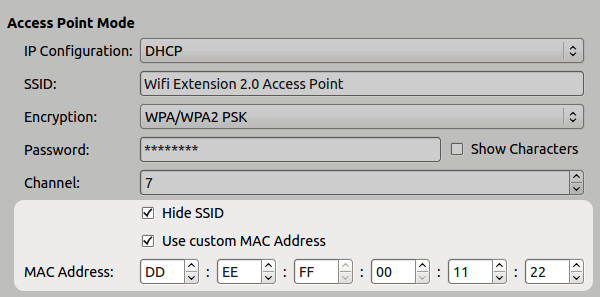 Access Point Mode
IP Configuration: DHCP
SSID: Wifi Extension 2.0 Access Point
Encryption: WPA/WPA2 PSK
Password: ******** Show Characters
Channel: 7
Hide SSID
Use custom MAC Address
MAC Address: DD : EE : FF : 00 : 11 : 22